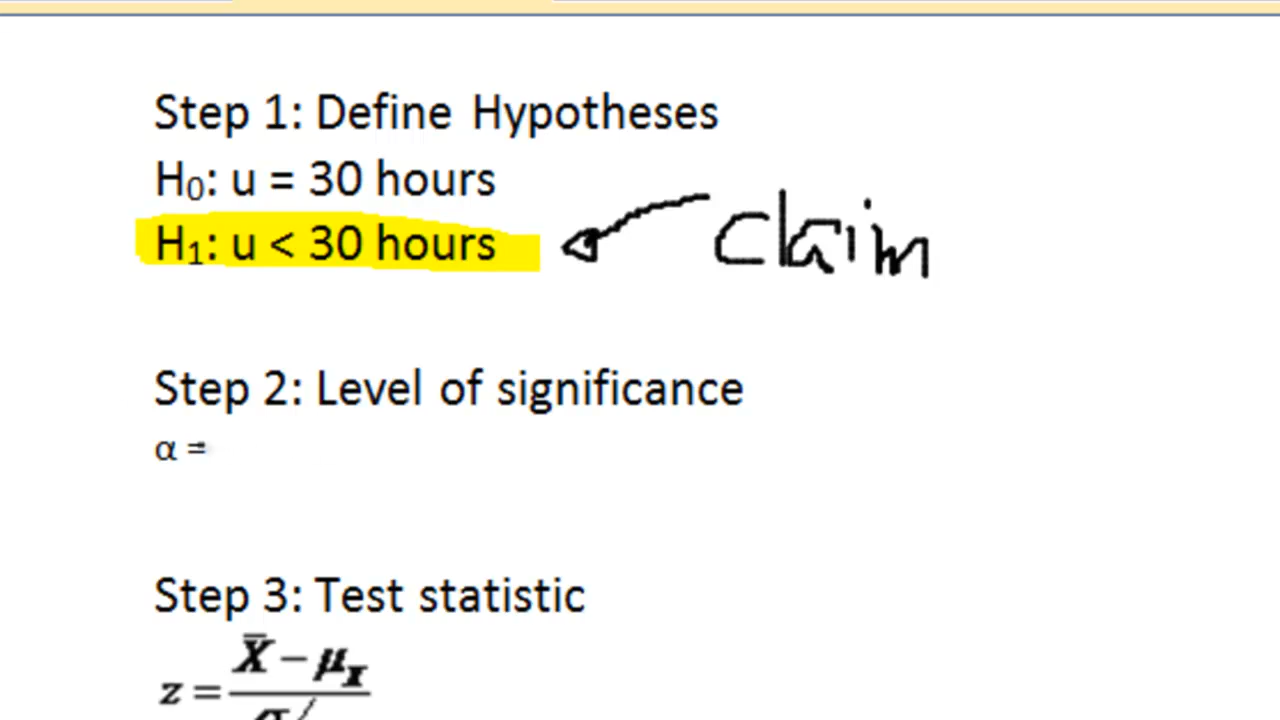 Step 1: Define Hypotheses
H₀: u = 30 hours
H₁: u < 30 hours
Claim
Step 2: Level of significance
α =
Step 3: Test statistic
X̄ − μx
z =
σ/